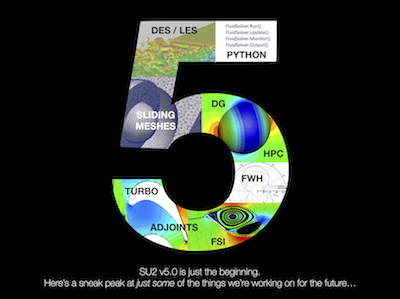 DES / LES
FluidSolver.Run()
FluidSolver.Update()
FluidSolver.Monitor()
FluidSolver.Output()
PYTHON
SLIDING
MESHES
DG
HPC
FWH
TURBO
ADJOINTS
FSI
SU2 v5.0 is just the beginning.
Here's a sneak peak at just some of the things we're working on for the future…